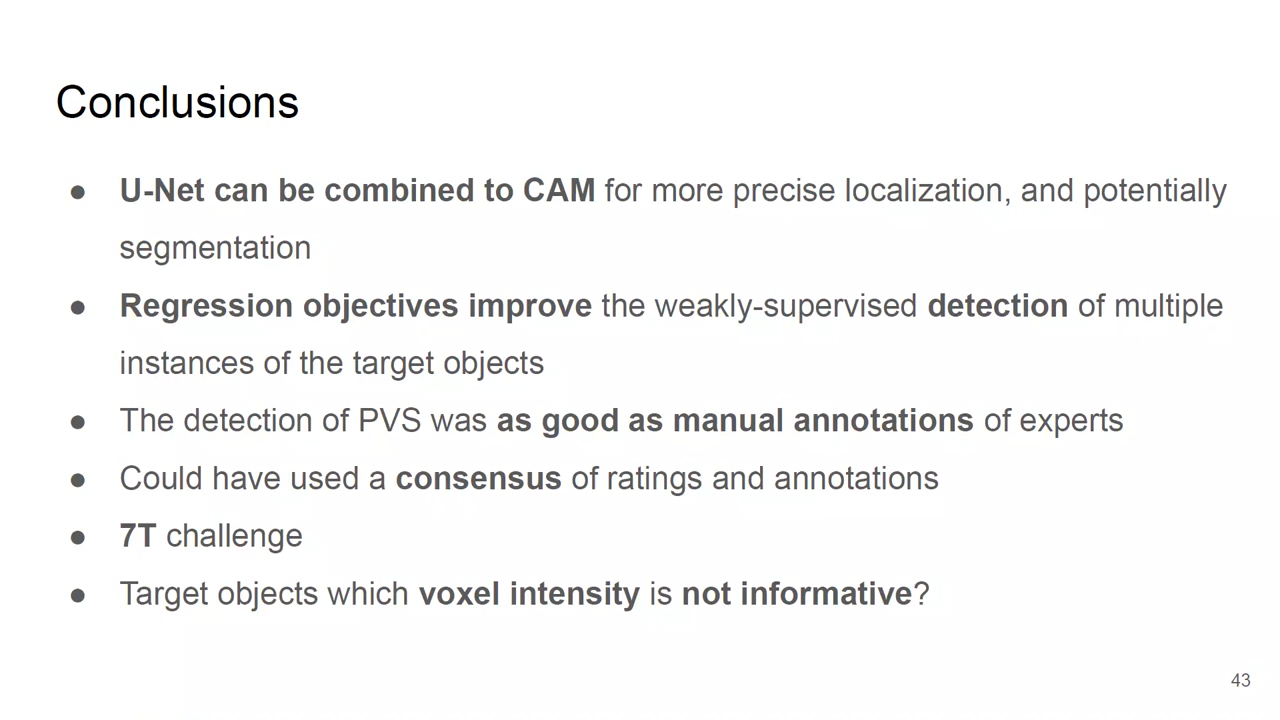 Conclusions
● U-Net can be combined to CAM for more precise localization, and potentially
segmentation
● Regression objectives improve the weakly-supervised detection of multiple
instances of the target objects
● The detection of PVS was as good as manual annotations of experts
● Could have used a consensus of ratings and annotations
● 7T challenge
● Target objects which voxel intensity is not informative?
43